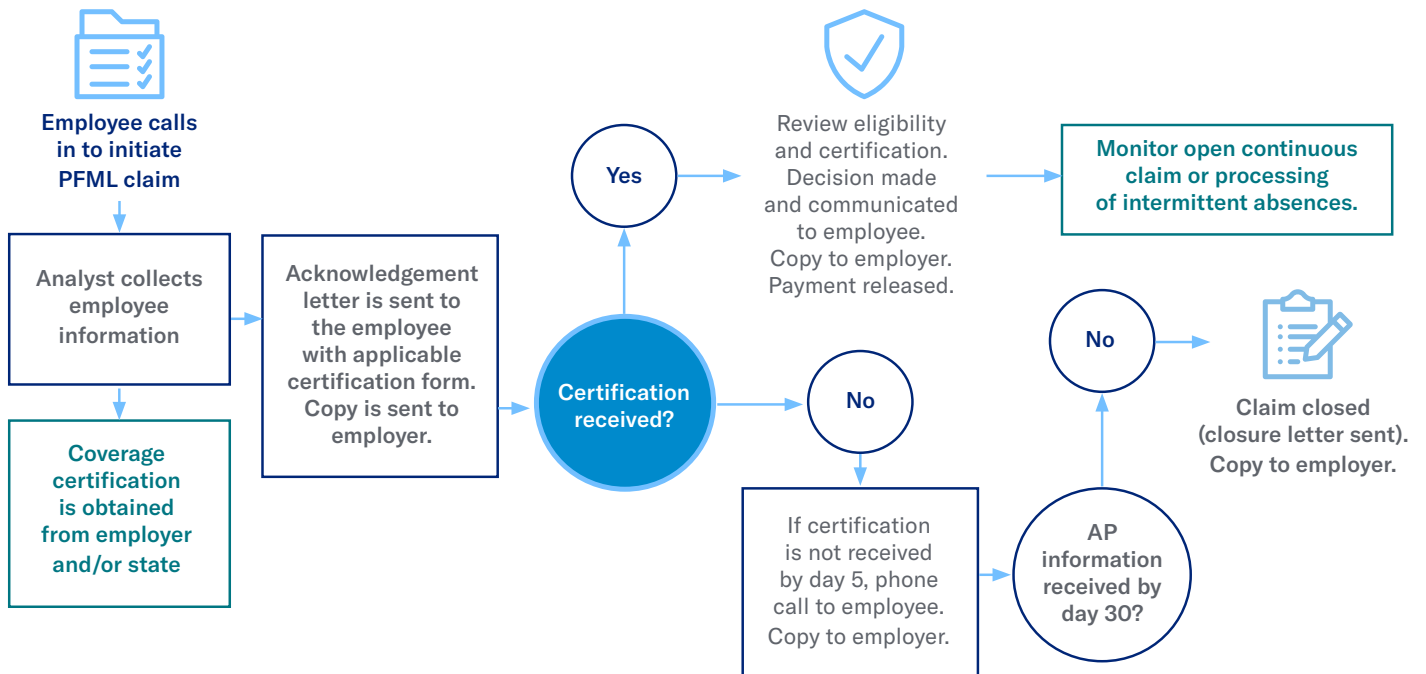 Employee calls
in to initiate
PFML claim
Analyst collects
employee
information
Coverage
certification
is obtained
from employer
and/or state
Acknowledgement
letter is sent to
the employee
with applicable
certification form.
Copy is sent to
employer.
Certification
received?
Yes
Review eligibility
and certification.
Decision made
and communicated
to employee.
Copy to employer.
Payment released.
Monitor open continuous
claim or processing
of intermittent absences.
No
If certification
is not received
by day 5, phone
call to employee.
Copy to employer.
AP
information
received by
day 30?
No
Claim closed
(closure letter sent).
Copy to employer.